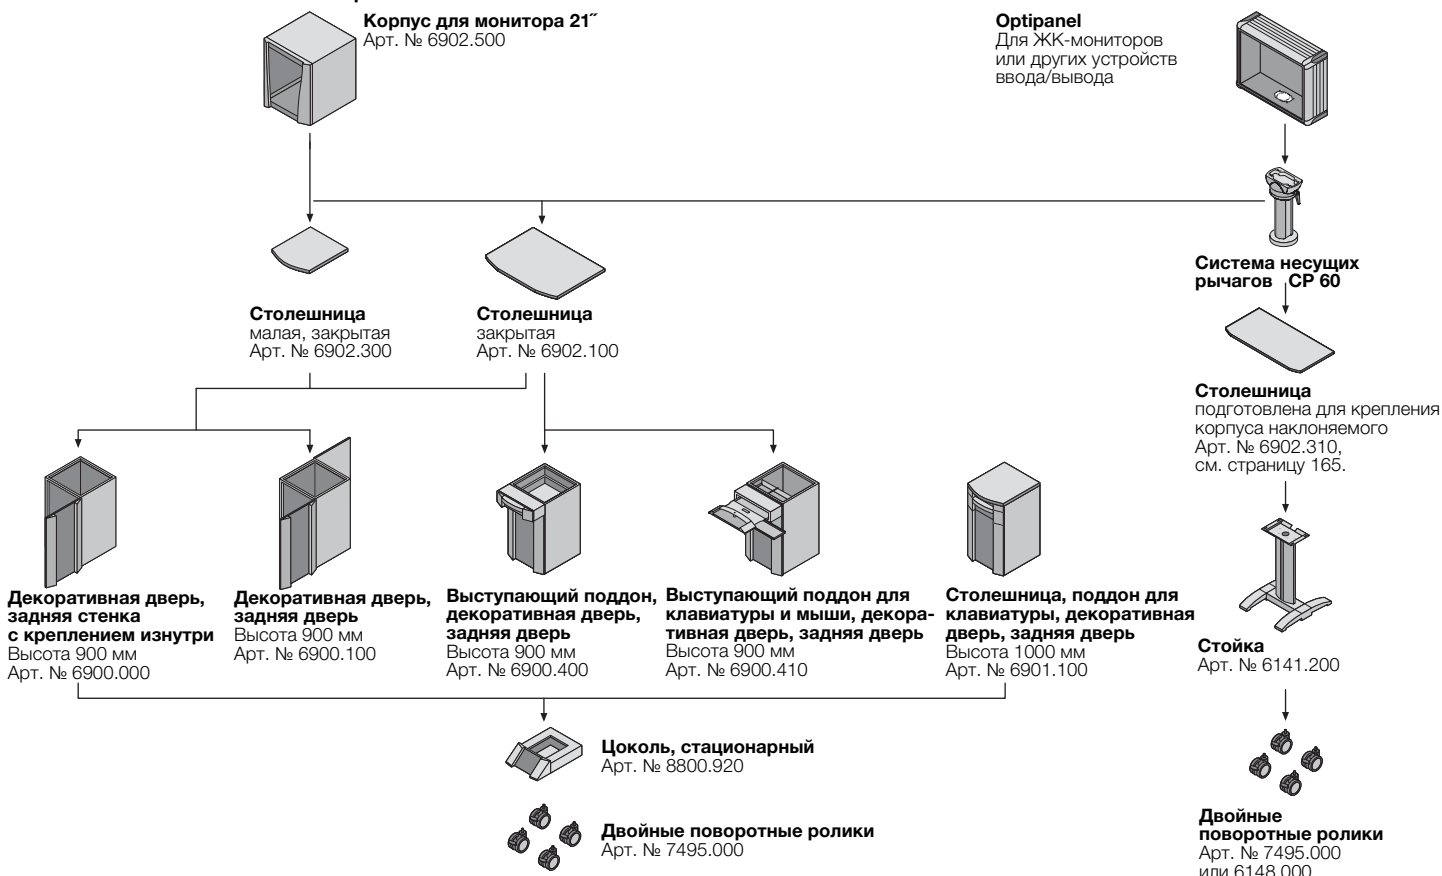 Корпус для монитора 21˝
Арт. № 6902.500
Optipanel
Для ЖК-мониторов
или других устройств
ввода/вывода
Система несущих
рычагов CP 60
Столешница
малая, закрытая
Арт. № 6902.300
Столешница
закрытая
Арт. № 6902.100
Столешница
подготовлена для крепления
корпуса наклоняемого
Арт. № 6902.310,
см. страницу 165.
Декоративная дверь,
задняя стенка
с креплением изнутри
Высота 900 мм
Арт. № 6900.000
Декоративная дверь,
задняя дверь
Высота 900 мм
Арт. № 6900.100
Выступающий поддон,
декоративная дверь,
задняя дверь
Высота 900 мм
Арт. № 6900.400
Выступающий поддон для
клавиатуры и мыши, декора-
тивная дверь, задняя дверь
Высота 900 мм
Арт. № 6900.410
Столешница, поддон для
клавиатуры, декоративная
дверь, задняя дверь
Высота 1000 мм
Арт. № 6901.100
Стойка
Арт. № 6141.200
Цоколь, стационарный
Арт. № 8800.920
Двойные поворотные ролики
Арт. № 7495.000
Двойные
поворотные ролики
Арт. № 7495.000
или 6148.000